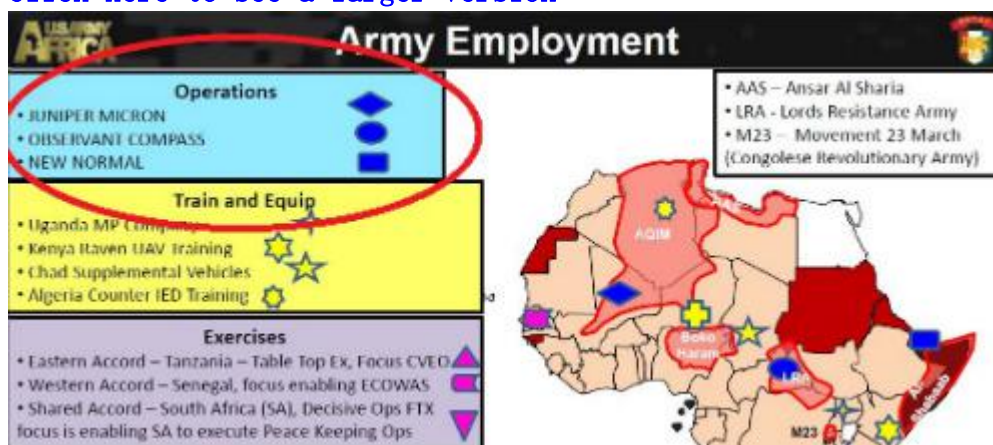 Click here to see a larger version
U.S. ARMY
AFRICA
Army Employment
Operations
• JUNIPER MICRON
• OBSERVANT COMPASS
• NEW NORMAL
Train and Equip
• Uganda MP Company
• Kenya Raven UAV Training
• Chad Supplemental Vehicles
• Algeria Counter IED Training
Exercises
• Eastern Accord – Tanzania – Table Top Ex, Focus CVEO
• Western Accord – Senegal, focus enabling ECOWAS
• Shared Accord – South Africa (SA), Decisive Ops FTX
focus is enabling SA to execute Peace Keeping Ops
• AAS – Ansar Al Sharia
• LRA - Lords Resistance Army
• M23 – Movement 23 March
(Congolese Revolutionary Army)
AAS
AQIM
Boko
Haram
LRA
Al-
Shabaab
M23